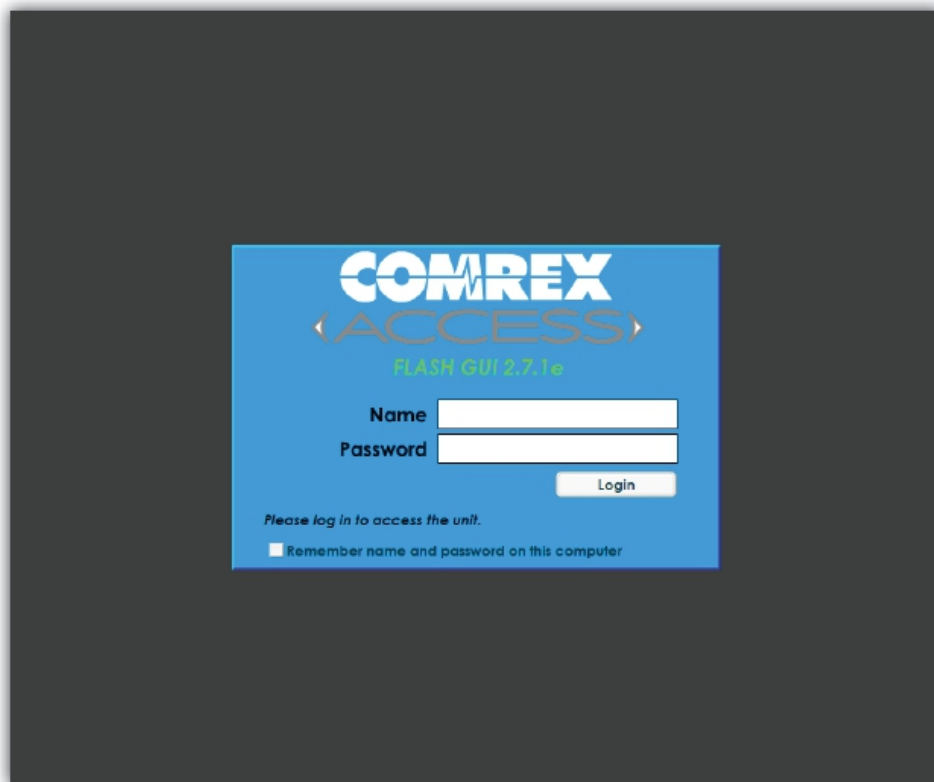 COMREX
ACCESS
FLASH GUI 2.7.1e
Name
Password
Login
Please log in to access the unit.
Remember name and password on this computer